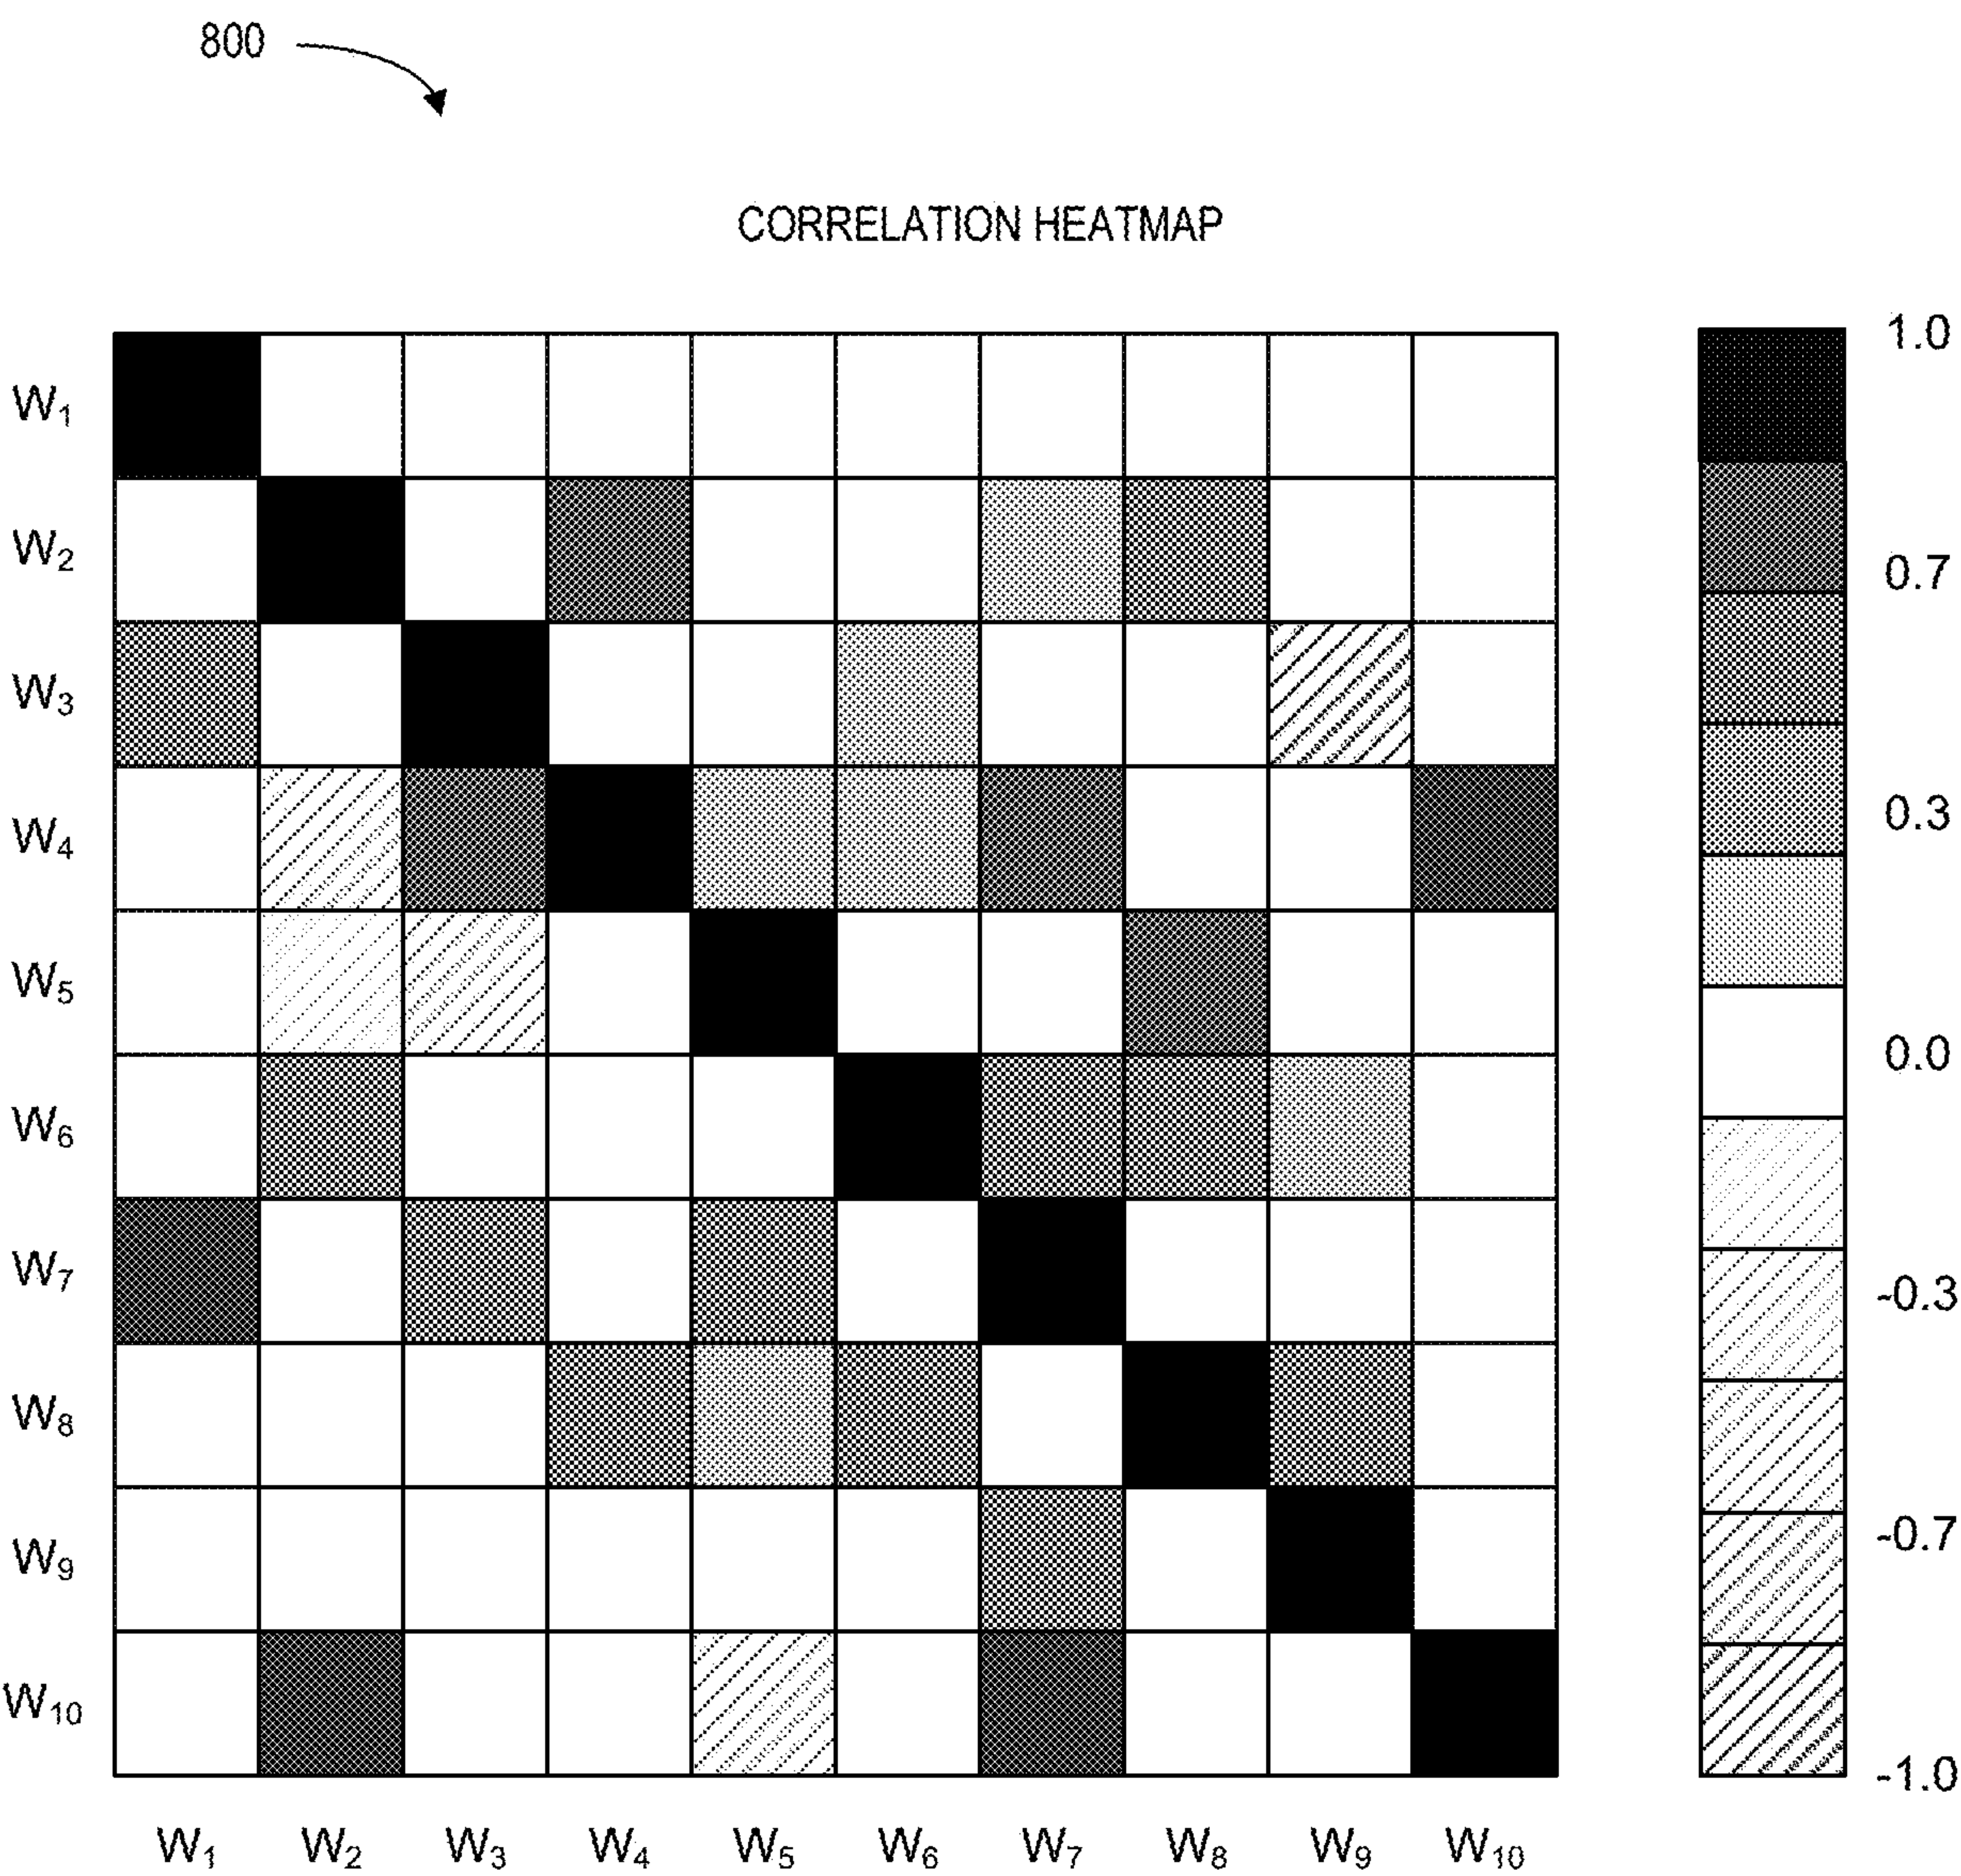 800
CORRELATION HEATMAP
1.0
W₁
W₂
0.7
W₃
W₄
0.3
W₅
0.0
W₆
W₇
-0.3
W₈
W₉
-0.7
W₁₀
-1.0
W₁ W₂ W₃ W₄ W₅ W₆ W₇ W₈ W₉ W₁₀